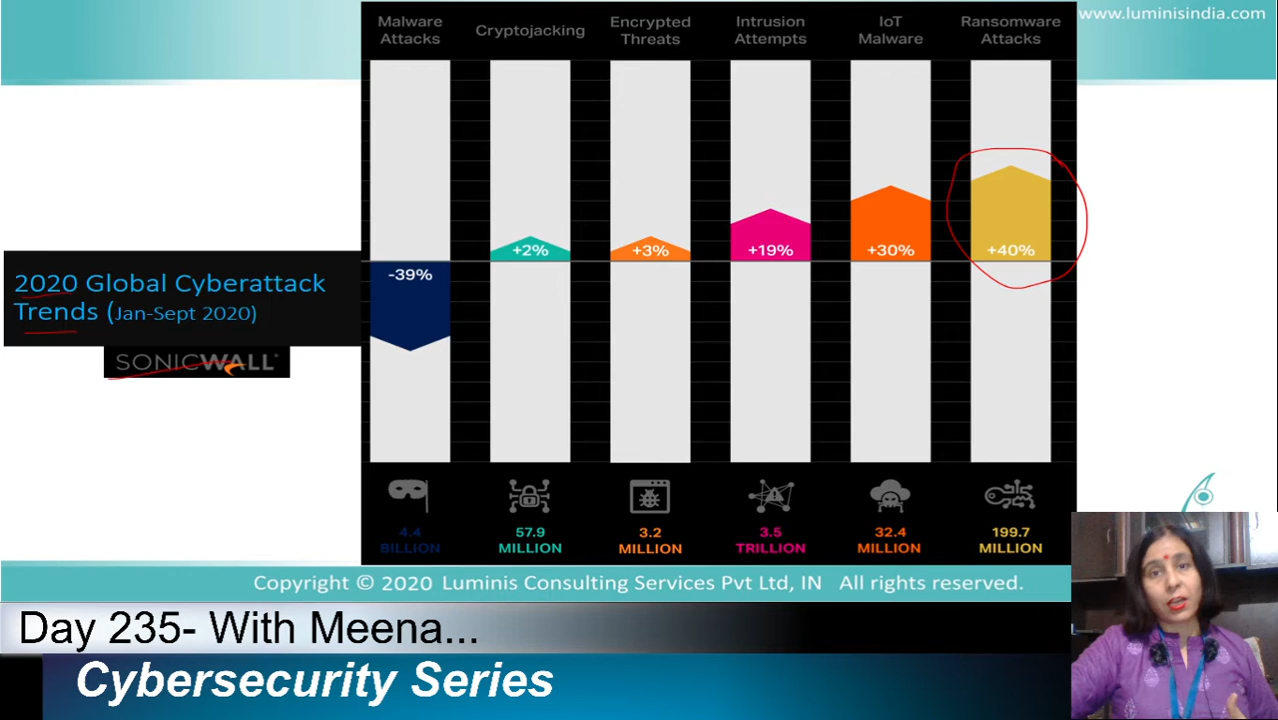 www.luminisindia.com
Malware
Attacks
Cryptojacking
Encrypted
Threats
Intrusion
Attempts
IoT
Malware
Ransomware
Attacks
+2%
+3%
+19%
+30%
+40%
-39%
2020 Global Cyberattack
Trends (Jan-Sept 2020)
SONICWALL®
4.4
BILLION
57.9
MILLION
3.2
MILLION
3.5
TRILLION
32.4
MILLION
199.7
MILLION
Copyright © 2020 Luminis Consulting Services Pvt Ltd, IN All rights reserved.
Day 235- With Meena...
Cybersecurity Series